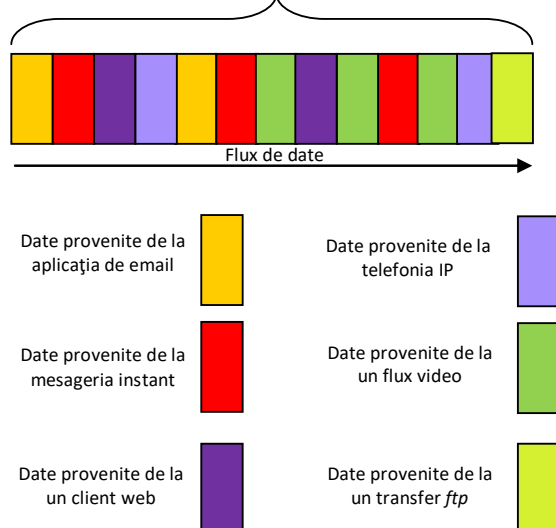 Flux de date
Date provenite de la
aplicaţia de email
Date provenite de la
telefonia IP
Date provenite de la
mesageria instant
Date provenite de la
un flux video
Date provenite de la
un client web
Date provenite de la
un transfer ftp